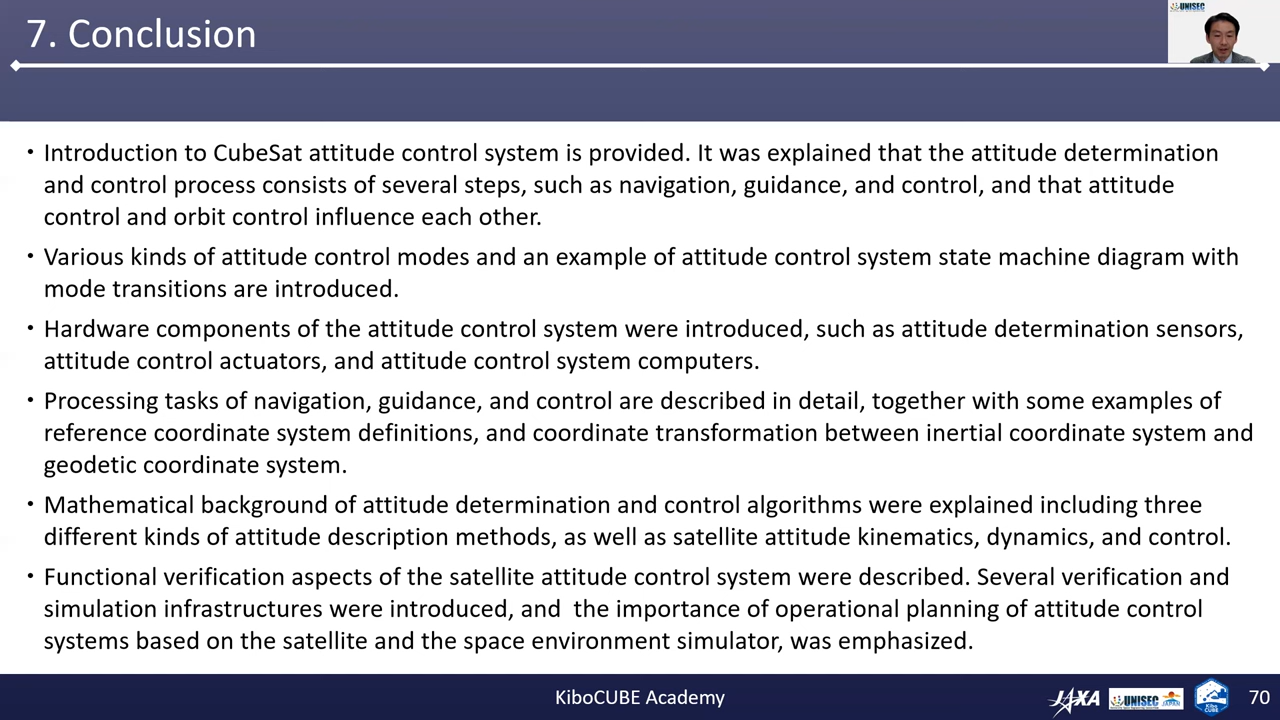 7. Conclusion
UNISEC
• Introduction to CubeSat attitude control system is provided. It was explained that the attitude determination
and control process consists of several steps, such as navigation, guidance, and control, and that attitude
control and orbit control influence each other.
• Various kinds of attitude control modes and an example of attitude control system state machine diagram with
mode transitions are introduced.
• Hardware components of the attitude control system were introduced, such as attitude determination sensors,
attitude control actuators, and attitude control system computers.
• Processing tasks of navigation, guidance, and control are described in detail, together with some examples of
reference coordinate system definitions, and coordinate transformation between inertial coordinate system and
geodetic coordinate system.
• Mathematical background of attitude determination and control algorithms were explained including three
different kinds of attitude description methods, as well as satellite attitude kinematics, dynamics, and control.
• Functional verification aspects of the satellite attitude control system were described. Several verification and
simulation infrastructures were introduced, and  the importance of operational planning of attitude control
systems based on the satellite and the space environment simulator, was emphasized.
KiboCUBE Academy
JAXA
UNISEC
JAPAN
Kibo
CUBE
70